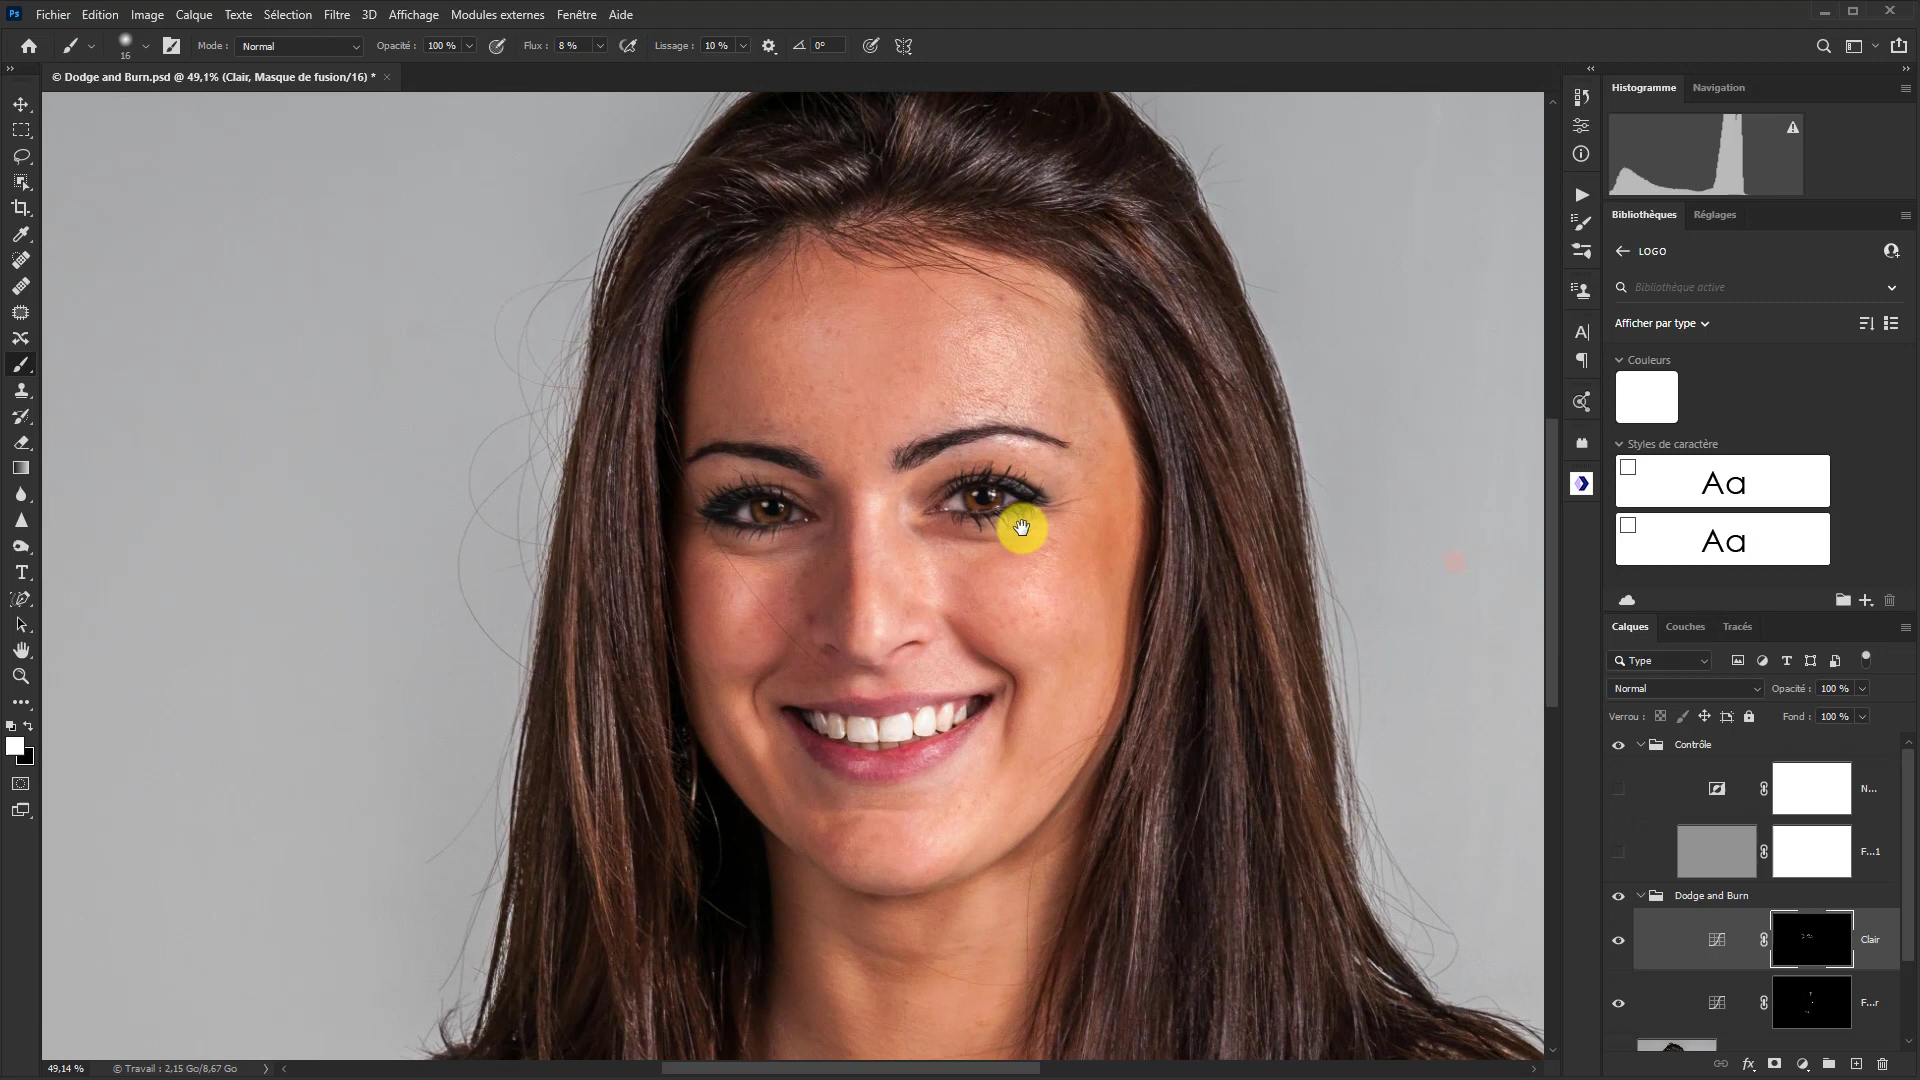 Ps Fichier Edition Image Calque Texte Sélection Filtre 3D Affichage Modules externes Fenêtre Aide
16 Mode : Normal Opacité : 100 % Flux : 8 % Lissage : 10 % 0°
© Dodge and Burn.psd @ 49,1% (Clair, Masque de fusion/16) * ×
Histogramme Navigation
Bibliothèques Réglages
LOGO
Bibliothèque active
Afficher par type
Couleurs
Styles de caractère
Aa
Aa
Calques Couches Tracés
Type
Normal Opacité : 100 %
Verrou : Fond : 100 %
Contrôle
N...
F...1
Dodge and Burn
Clair
F...r
49,14 % © Travail : 2,15 Go/8,67 Go